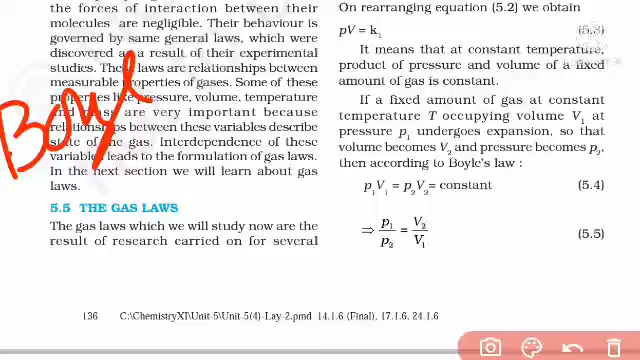 the forces of interaction between their
molecules are negligible. Their behaviour is
governed by same general laws, which were
discovered as a result of their experimental
studies. These laws are relationships between
measurable properties of gases. Some of these
properties like pressure, volume, temperature
and mass are very important because
relationships between these variables describe
state of the gas. Interdependence of these
variables leads to the formulation of gas laws.
In the next section we will learn about gas
laws.
5.5 THE GAS LAWS
The gas laws which we will study now are the
result of research carried on for several
Boyl
On rearranging equation (5.2) we obtain
pV = k₁ (5.3)
It means that at constant temperature,
product of pressure and volume of a fixed
amount of gas is constant.
If a fixed amount of gas at constant
temperature T occupying volume V₁ at
pressure p₁ undergoes expansion, so that
volume becomes V₂ and pressure becomes p₂,
then according to Boyle's law :
p₁V₁ = p₂V₂ = constant (5.4)
⇒ p₁/p₂ = V₂/V₁ (5.5)
136 C:\ChemistryXI\Unit-5\Unit-5(4)-Lay-2.pmd 14.1.6 (Final), 17.1.6, 24.1.6